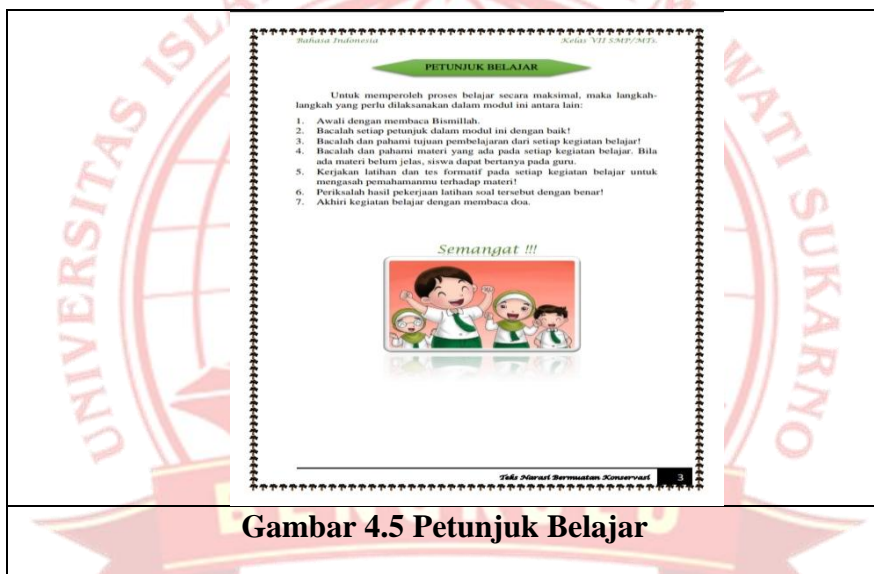 Bahasa Indonesia Kelas VII SMP/MTs.
PETUNJUK BELAJAR
Untuk memperoleh proses belajar secara maksimal, maka langkah-
langkah yang perlu dilaksanakan dalam modul ini antara lain:
1. Awali dengan membaca Bismillah.
2. Bacalah setiap petunjuk dalam modul ini dengan baik!
3. Bacalah dan pahami tujuan pembelajaran dari setiap kegiatan belajar!
4. Bacalah dan pahami materi yang ada pada setiap kegiatan belajar. Bila
ada materi belum jelas, siswa dapat bertanya pada guru.
5. Kerjakan latihan dan tes formatif pada setiap kegiatan belajar untuk
mengasah pemahamanmu terhadap materi!
6. Periksalah hasil pekerjaan latihan soal tersebut dengan benar!
7. Akhiri kegiatan belajar dengan membaca doa.
Semangat !!!
Teks Narasi Bermuatan Konservasi 3
Gambar 4.5 Petunjuk Belajar
UNIVERSITAS ISLA
WATI SUKARNO